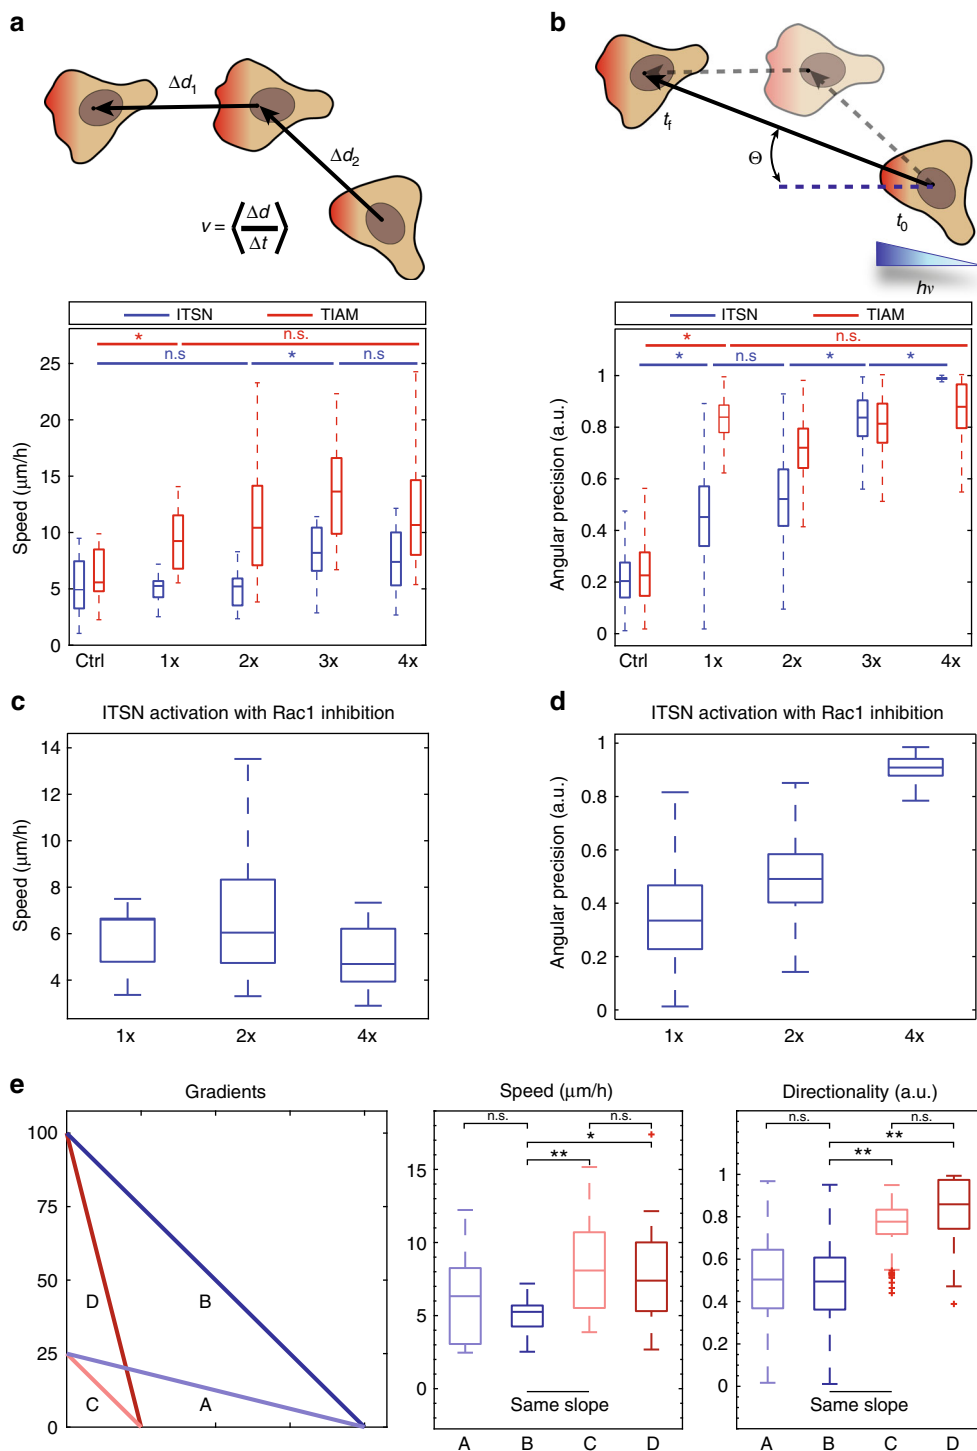 a
Δd1
Δd2
v = ⟨Δd/Δt⟩
ITSN TIAM
* n.s.
n.s * n.s
Speed (μm/h)
25
20
15
10
5
0
Ctrl 1x 2x 3x 4x
b
tf
Θ
t0
hν
ITSN TIAM
* n.s.
* n.s * *
Angular precision (a.u.)
1
0.8
0.6
0.4
0.2
0
Ctrl 1x 2x 3x 4x
c
ITSN activation with Rac1 inhibition
Speed (μm/h)
14
12
10
8
6
4
1x 2x 4x
d
ITSN activation with Rac1 inhibition
Angular precision (a.u.)
1
0.8
0.6
0.4
0.2
0
1x 2x 4x
e
Gradients
100
75
50
25
0
D
B
C
A
Speed (μm/h)
n.s. n.s.
*
**
15
10
5
0
Same slope
A B C D
Directionality (a.u.)
n.s. n.s.
**
**
1
0.8
0.6
0.4
0.2
0
Same slope
A B C D